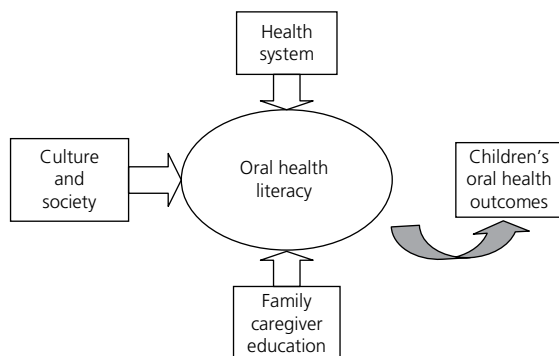 Health
system
Culture
and
society
Oral health
literacy
Children's
oral health
outcomes
Family
caregiver
education